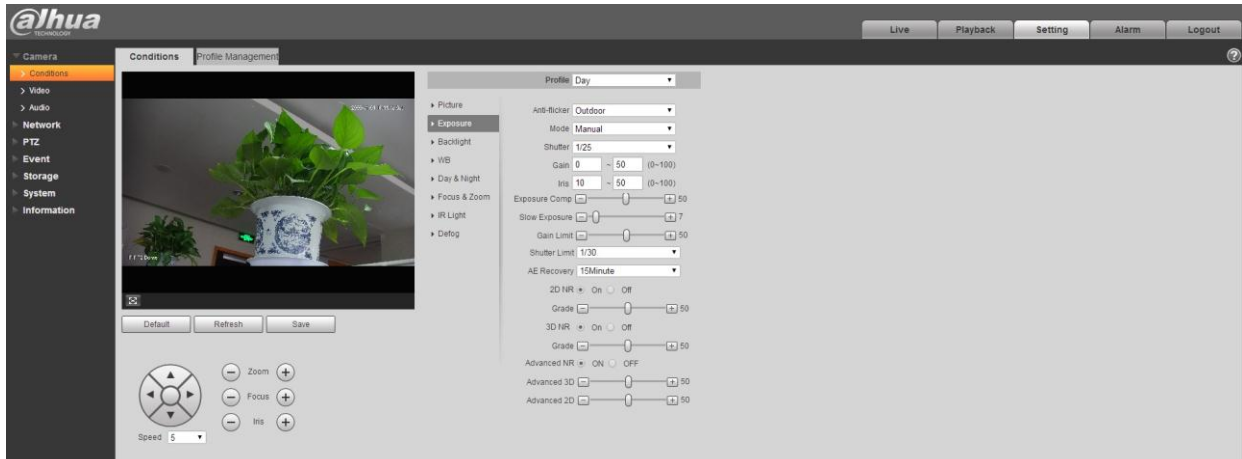 alhua
TECHNOLOGY
Live Playback Setting Alarm Logout
Camera
Conditions
Video
Audio
Network
PTZ
Event
Storage
System
Information
Conditions Profile Management
Default Refresh Save
Zoom
Focus
Iris
Speed 5
Profile Day
Picture
Exposure
Backlight
WB
Day & Night
Focus & Zoom
IR Light
Defog
Anti-flicker Outdoor
Mode Manual
Shutter 1/25
Gain 0 ~ 50 (0~100)
Iris 10 ~ 50 (0~100)
Exposure Comp 50
Slow Exposure 7
Gain Limit 50
Shutter Limit 1/30
AE Recovery 15Minute
2D NR On Off
Grade 50
3D NR On Off
Grade 50
Advanced NR ON OFF
Advanced 3D 50
Advanced 2D 50